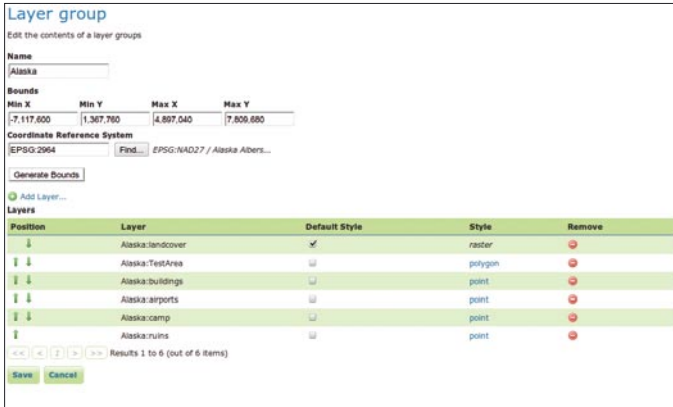 Layer group
Edit the contents of a layer groups
Name
Alaska
Bounds
Min X Min Y Max X Max Y
-7,117,600 1,367,760 4,897,040 7,809,680
Coordinate Reference System
EPSG:2964 Find... EPSG:NAD27 / Alaska Albers...
Generate Bounds
Add Layer...
Layers
Position Layer Default Style Style Remove
Alaska:landcover raster
Alaska:TestArea polygon
Alaska:buildings point
Alaska:airports point
Alaska:camp point
Alaska:ruins point
<< < 1 > >> Results 1 to 6 (out of 6 items)
Save Cancel